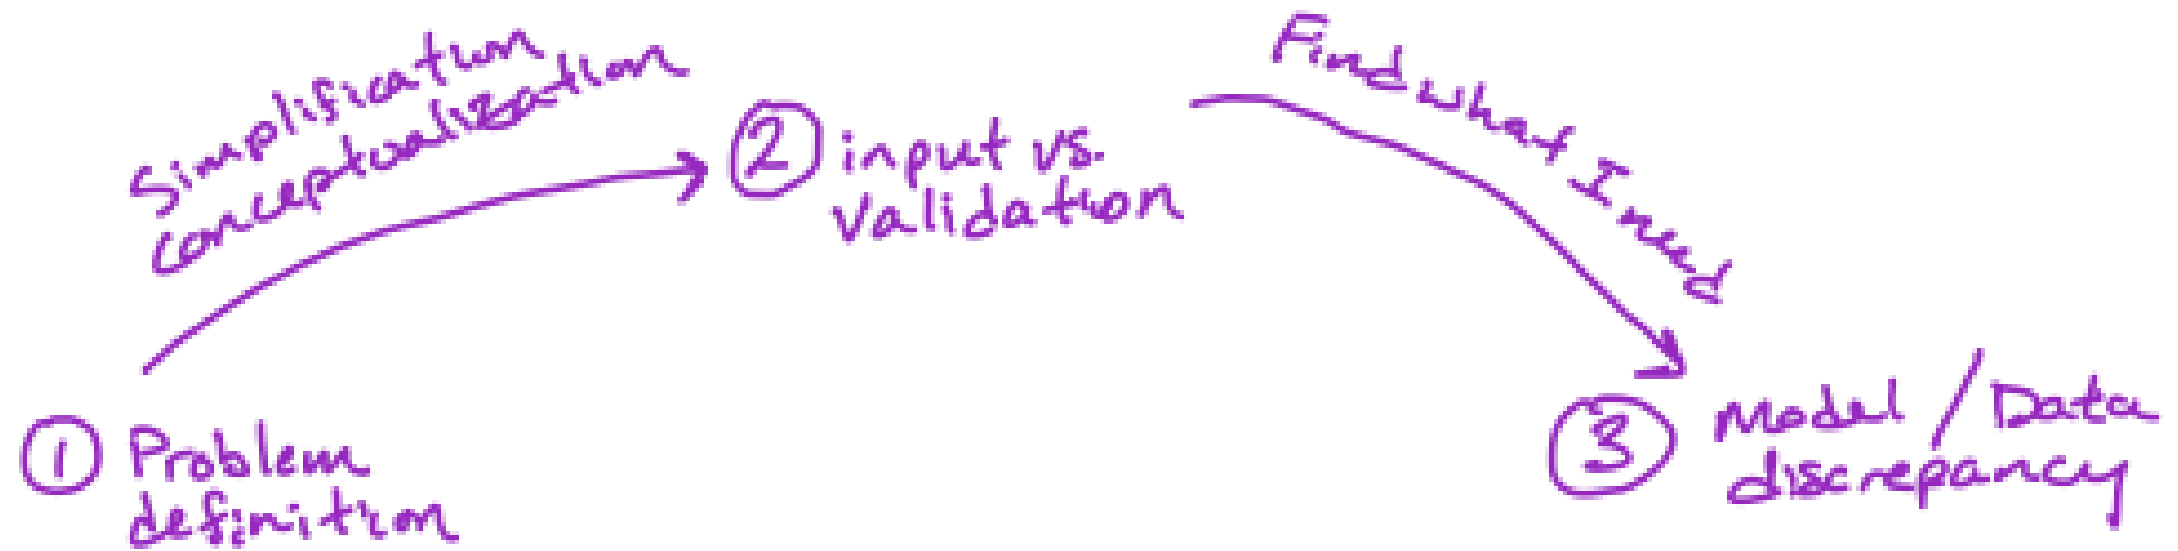 Simplification
conceptualization
② input vs.
validation
Find what I need
① Problem
definition
③ Model / Data
discrepancy